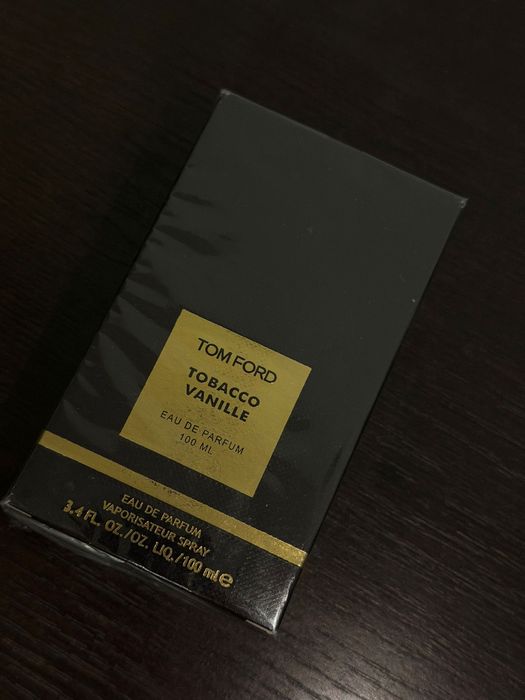 TOM FORD
TOBACCO
VANILLE
EAU DE PARFUM
100 ML
EAU DE PARFUM
VAPORISATEUR SPRAY
3.4 FL. OZ./OZ. LIQ./100 ml ℮